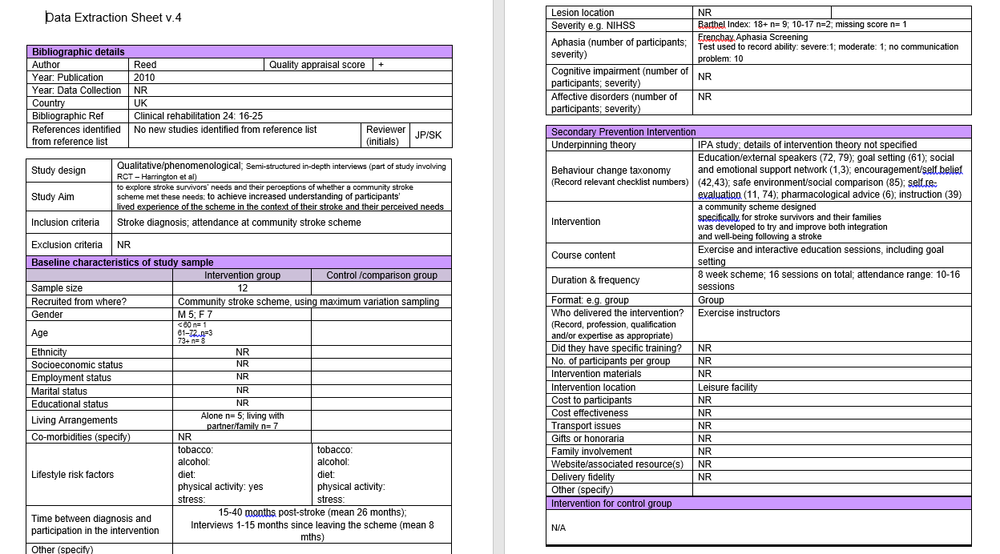 Data Extraction Sheet v.4
Bibliographic details
Author Reed Quality appraisal score +
Year: Publication 2010
Year: Data Collection NR
Country UK
Bibliographic Ref Clinical rehabilitation 24: 16-25
References identified from reference list No new studies identified from reference list Reviewer (initials) JP/SK
Study design Qualitative/phenomenological; Semi-structured in-depth interviews (part of study involving
RCT – Harrington et al)
Study Aim to explore stroke survivors' needs and their perceptions of whether a community stroke
scheme met these needs; to achieve increased understanding of participants'
lived experience of the scheme in the context of their stroke and their perceived needs
Inclusion criteria Stroke diagnosis; attendance at community stroke scheme
Exclusion criteria NR
Baseline characteristics of study sample
Intervention group Control /comparison group
Sample size 12
Recruited from where? Community stroke scheme, using maximum variation sampling
Gender M 5; F 7
Age < 60 n= 1
61–72 n=3
73+ n= 8
Ethnicity NR
Socioeconomic status NR
Employment status NR
Marital status NR
Educational status NR
Living Arrangements Alone n= 5; living with
partner/family n= 7
Co-morbidities (specify) NR
Lifestyle risk factors
tobacco: tobacco:
alcohol: alcohol:
diet: diet:
physical activity: yes physical activity:
stress: stress:
Time between diagnosis and
participation in the intervention
15-40 months post-stroke (mean 26 months);
Interviews 1-15 months since leaving the scheme (mean 8
mths)
Other (specify)
Lesion location NR
Severity e.g. NIHSS Barthel Index: 18+ n= 9; 10-17 n=2; missing score n= 1
Aphasia (number of participants;
severity)
Frenchay Aphasia Screening
Test used to record ability: severe:1; moderate: 1; no communication
problem: 10
Cognitive impairment (number of
participants; severity) NR
Affective disorders (number of
participants; severity) NR
Secondary Prevention Intervention
Underpinning theory IPA study; details of intervention theory not specified
Behaviour change taxonomy
(Record relevant checklist numbers)
Education/external speakers (72, 79); goal setting (61); social
and emotional support network (1,3); encouragement/self belief
(42,43); safe environment/social comparison (85); self re-
evaluation (11, 74); pharmacological advice (6); instruction (39)
Intervention a community scheme designed
specifically for stroke survivors and their families
was developed to try and improve both integration
and well-being following a stroke
Course content Exercise and interactive education sessions, including goal
setting
Duration & frequency 8 week scheme; 16 sessions on total; attendance range: 10-16
sessions
Format: e.g. group Group
Who delivered the intervention? Exercise instructors
(Record, profession, qualification
and/or expertise as appropriate)
Did they have specific training? NR
No. of participants per group NR
Intervention materials NR
Intervention location Leisure facility
Cost to participants NR
Cost effectiveness NR
Transport issues NR
Gifts or honoraria NR
Family involvement NR
Website/associated resource(s) NR
Delivery fidelity NR
Other (specify)
Intervention for control group
N/A